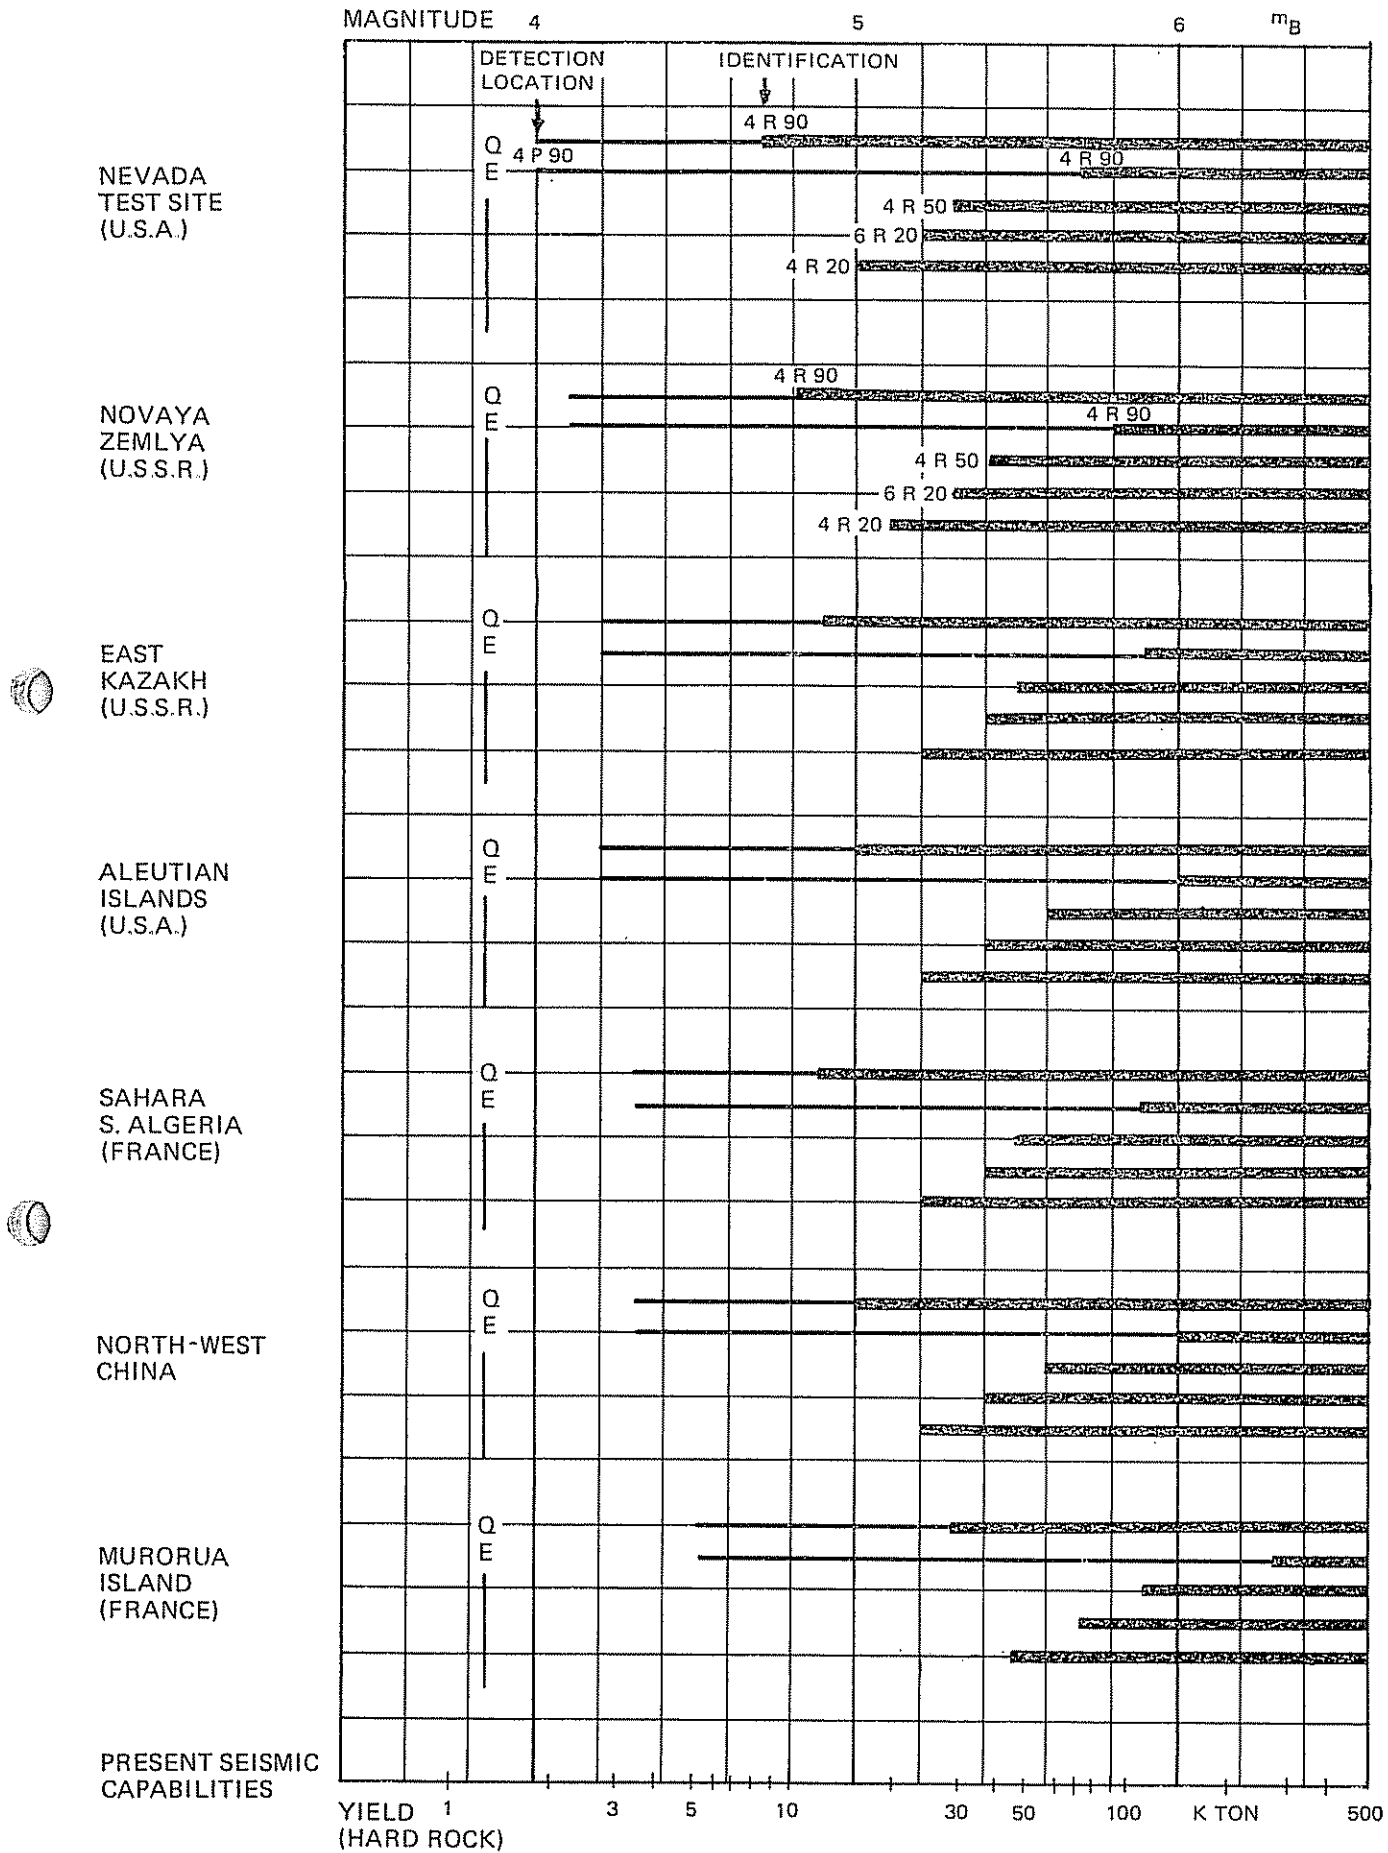 MAGNITUDE 4 5 6 mB
DETECTION
LOCATION
IDENTIFICATION
4 R 90
Q
4 P 90
E
4 R 90
NEVADA
TEST SITE
(U.S.A.)
4 R 50
6 R 20
4 R 20
4 R 90
Q
E
4 R 90
NOVAYA
ZEMLYA
(U.S.S.R.)
4 R 50
6 R 20
4 R 20
Q
E
EAST
KAZAKH
(U.S.S.R.)
Q
E
ALEUTIAN
ISLANDS
(U.S.A.)
Q
E
SAHARA
S. ALGERIA
(FRANCE)
Q
E
NORTH-WEST
CHINA
Q
E
MURORUA
ISLAND
(FRANCE)
PRESENT SEISMIC
CAPABILITIES
YIELD 1 3 5 10 30 50 100 K TON 500
(HARD ROCK)